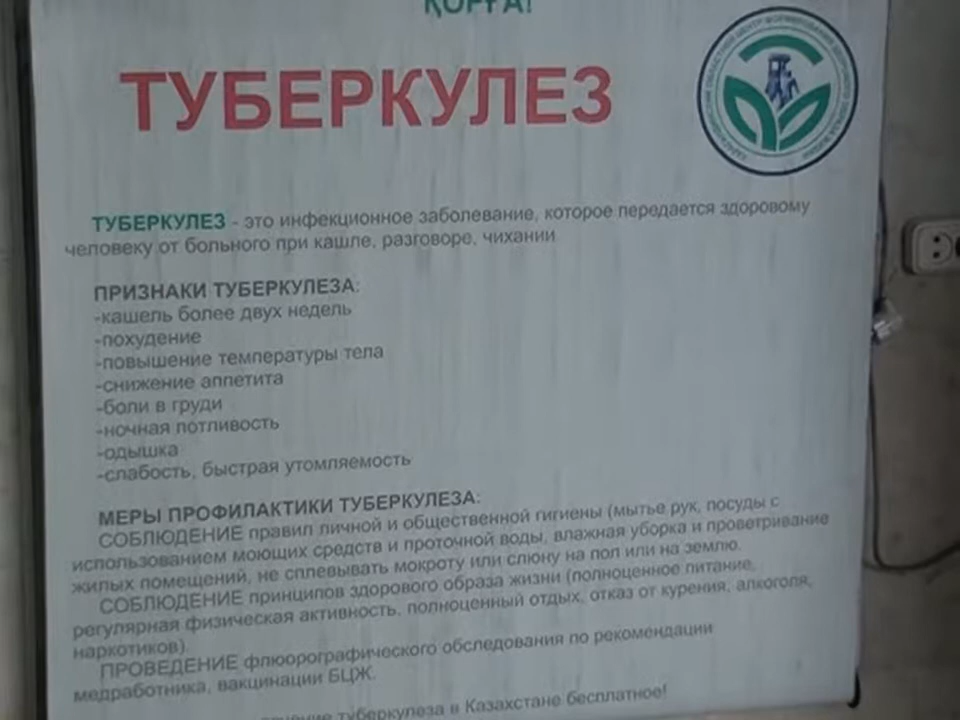 ҚОРҒА!
ТУБЕРКУЛЕЗ
ТУБЕРКУЛЕЗ - это инфекционное заболевание, которое передается здоровому
человеку от больного при кашле, разговоре, чихании
ПРИЗНАКИ ТУБЕРКУЛЕЗА:
-кашель более двух недель
-похудение
-повышение температуры тела
-снижение аппетита
-боли в груди
-ночная потливость
-одышка
-слабость, быстрая утомляемость
МЕРЫ ПРОФИЛАКТИКИ ТУБЕРКУЛЕЗА:
СОБЛЮДЕНИЕ правил личной и общественной гигиены (мытье рук, посуды с
использованием моющих средств и проточной воды, влажная уборка и проветривание
жилых помещений, не сплевывать мокроту или слюну на пол или на землю.
СОБЛЮДЕНИЕ принципов здорового образа жизни (полноценное питание,
регулярная физическая активность, полноценный отдых, отказ от курения, алкоголя,
наркотиков).
ПРОВЕДЕНИЕ флюорографического обследования по рекомендации
медработника, вакцинации БЦЖ.
туберкулеза в Казахстане бесплатное!